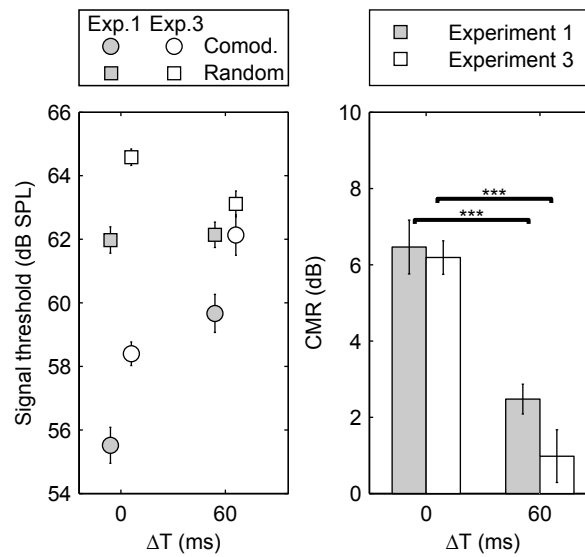 Exp.1 Exp.3
Comod.
Random
Experiment 1
Experiment 3
Signal threshold (dB SPL)
66
64
62
60
58
56
54
0
60
ΔT (ms)
CMR (dB)
10
8
6
4
2
0
***
***
0
60
ΔT (ms)